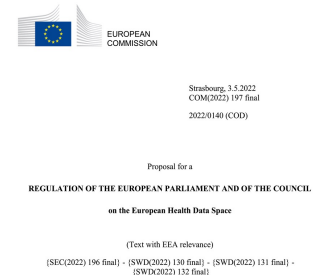 EUROPEAN
COMMISSION
Strasbourg, 3.5.2022
COM(2022) 197 final
2022/0140 (COD)
Proposal for a
REGULATION OF THE EUROPEAN PARLIAMENT AND OF THE COUNCIL
on the European Health Data Space
(Text with EEA relevance)
{SEC(2022) 196 final} - {SWD(2022) 130 final} - {SWD(2022) 131 final} -
{SWD(2022) 132 final}